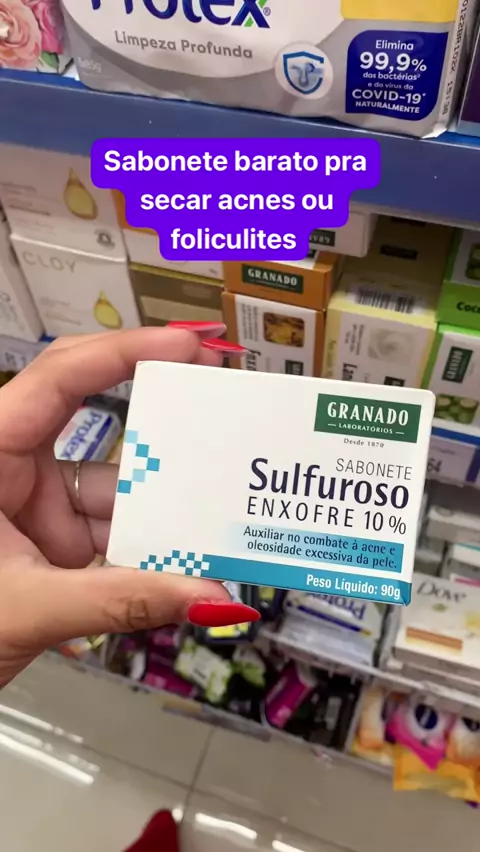 Protex
Limpeza Profunda
Elimina
99,9%
das bactérias*
e do vírus da
COVID-19*
NATURALMENTE
Sabonete barato pra
secar acnes ou
foliculites
CLOY
GRANADO
GRANADO
LABORATÓRIOS
Desde 1870
SABONETE
Sulfuroso
ENXOFRE 10%
Auxiliar no combate à acne e
oleosidade excessiva da pele.
Peso Líquido: 90g
Protex
Protex
Dove